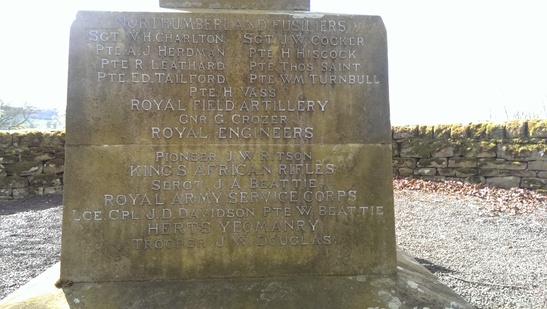 NORTHUMBERLAND FUSILIERS
SGT W.H CHARLTON SGT J.W. COCKER
PTE A.J HERDMAN PTE H HISCOCK
PTE R LEATHARD PTE THOS SAINT
PTE ED. TAILFORD PTE WM TURNBULL
PTE H VASS
ROYAL FIELD ARTILLERY
GNR G CROZER
ROYAL ENGINEERS
PIONEER J.W. RITSON
KING'S AFRICAN RIFLES
SERGT J A BEATTIE
ROYAL ARMY SERVICE CORPS
LCE CPL J.D. DAVIDSON PTE W. BEATTIE
HERTS YEOMANRY
TROOPER J.W. DOUGLAS